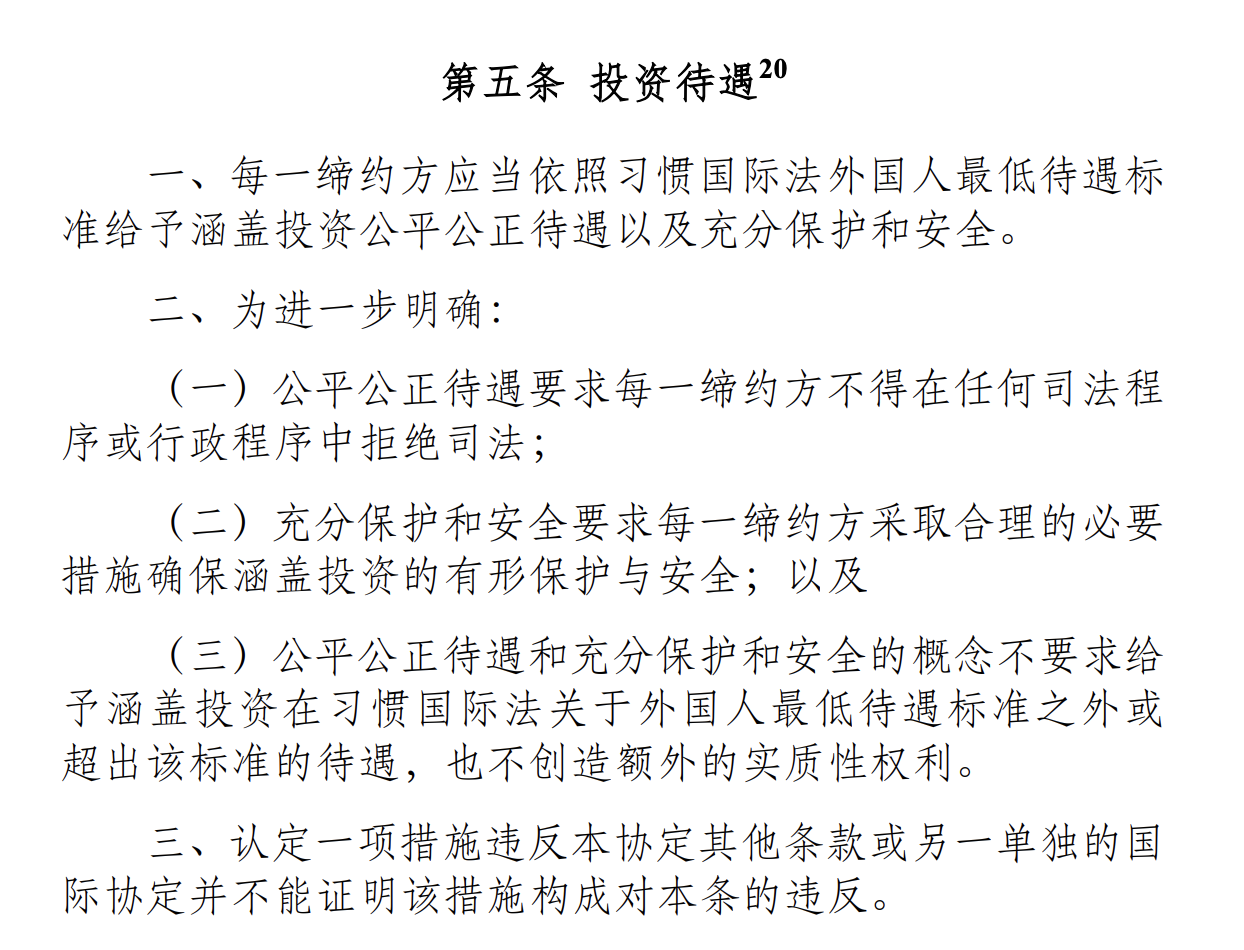 第五条 投资待遇20
一、每一缔约方应当依照习惯国际法外国人最低待遇标
准给予涵盖投资公平公正待遇以及充分保护和安全。
二、为进一步明确：
（一）公平公正待遇要求每一缔约方不得在任何司法程
序或行政程序中拒绝司法；
（二）充分保护和安全要求每一缔约方采取合理的必要
措施确保涵盖投资的有形保护与安全；以及
（三）公平公正待遇和充分保护和安全的概念不要求给
予涵盖投资在习惯国际法关于外国人最低待遇标准之外或
超出该标准的待遇，也不创造额外的实质性权利。
三、认定一项措施违反本协定其他条款或另一单独的国
际协定并不能证明该措施构成对本条的违反。